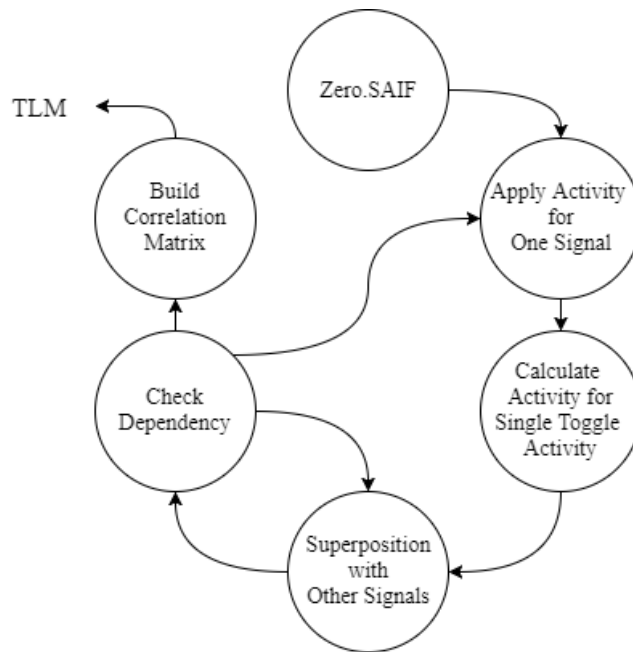 Zero.SAIF
TLM
Build
Correlation
Matrix
Apply Activity
for
One Signal
Check
Dependency
Calculate
Activity for
Single Toggle
Activity
Superposition
with
Other Signals